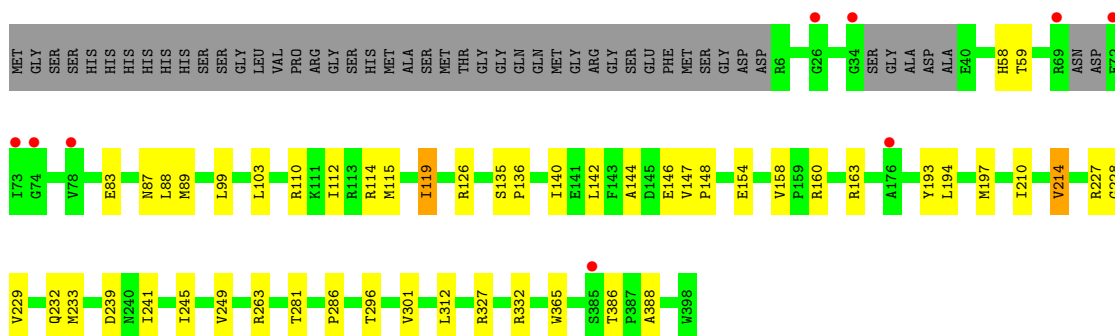 MET GLY SER SER HIS HIS HIS HIS HIS HIS SER SER GLY LEU VAL PRO ARG GLY SER HIS MET ALA SER MET THR GLY GLY GLN GLN MET GLY ARG GLY SER GLU PHE MET SER GLY ASP ASP R6 G26 G34 SER GLY ALA ASP ALA E40 H58 T59 R69 ASN ASP
I73 G74 V78 E83 N87 L88 M89 L99 L103 R110 K111 I112 R113 R114 M115 I119 R126 S135 P136 I140 E141 L142 F143 A144 D145 E146 V147 P148 E154 V158 P159 R160 R163 A176 Y193 L194 M197 I210 V214 R227
V229 Q232 M233 D239 N240 I241 I245 V249 R263 T281 P286 T296 V301 L312 R327 R332 W365 S385 T386 P387 A388 W398